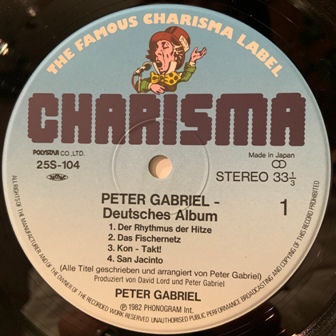 THE FAMOUS CHARISMA LABEL
CHARISMA
POLYSTAR CO., LTD.
25S-104
Made in Japan
STEREO 33 1/3
PETER GABRIEL -
Deutsches Album
1
1. Der Rhythmus der Hitze
2. Das Fischernetz
3. Kon - Takt!
4. San Jacinto
(Alle Titel geschrieben und arrangiert von Peter Gabriel)
Produziert von David Lord und Peter Gabriel
PETER GABRIEL
℗ 1982 PHONOGRAM Int.
ALL RIGHTS OF THE MANUFACTURER AND OF THE OWNER OF THE RECORDED WORK RESERVED UNAUTHORISED PUBLIC PERFORMANCE BROADCASTING AND COPYING OF THIS RECORD PROHIBITED